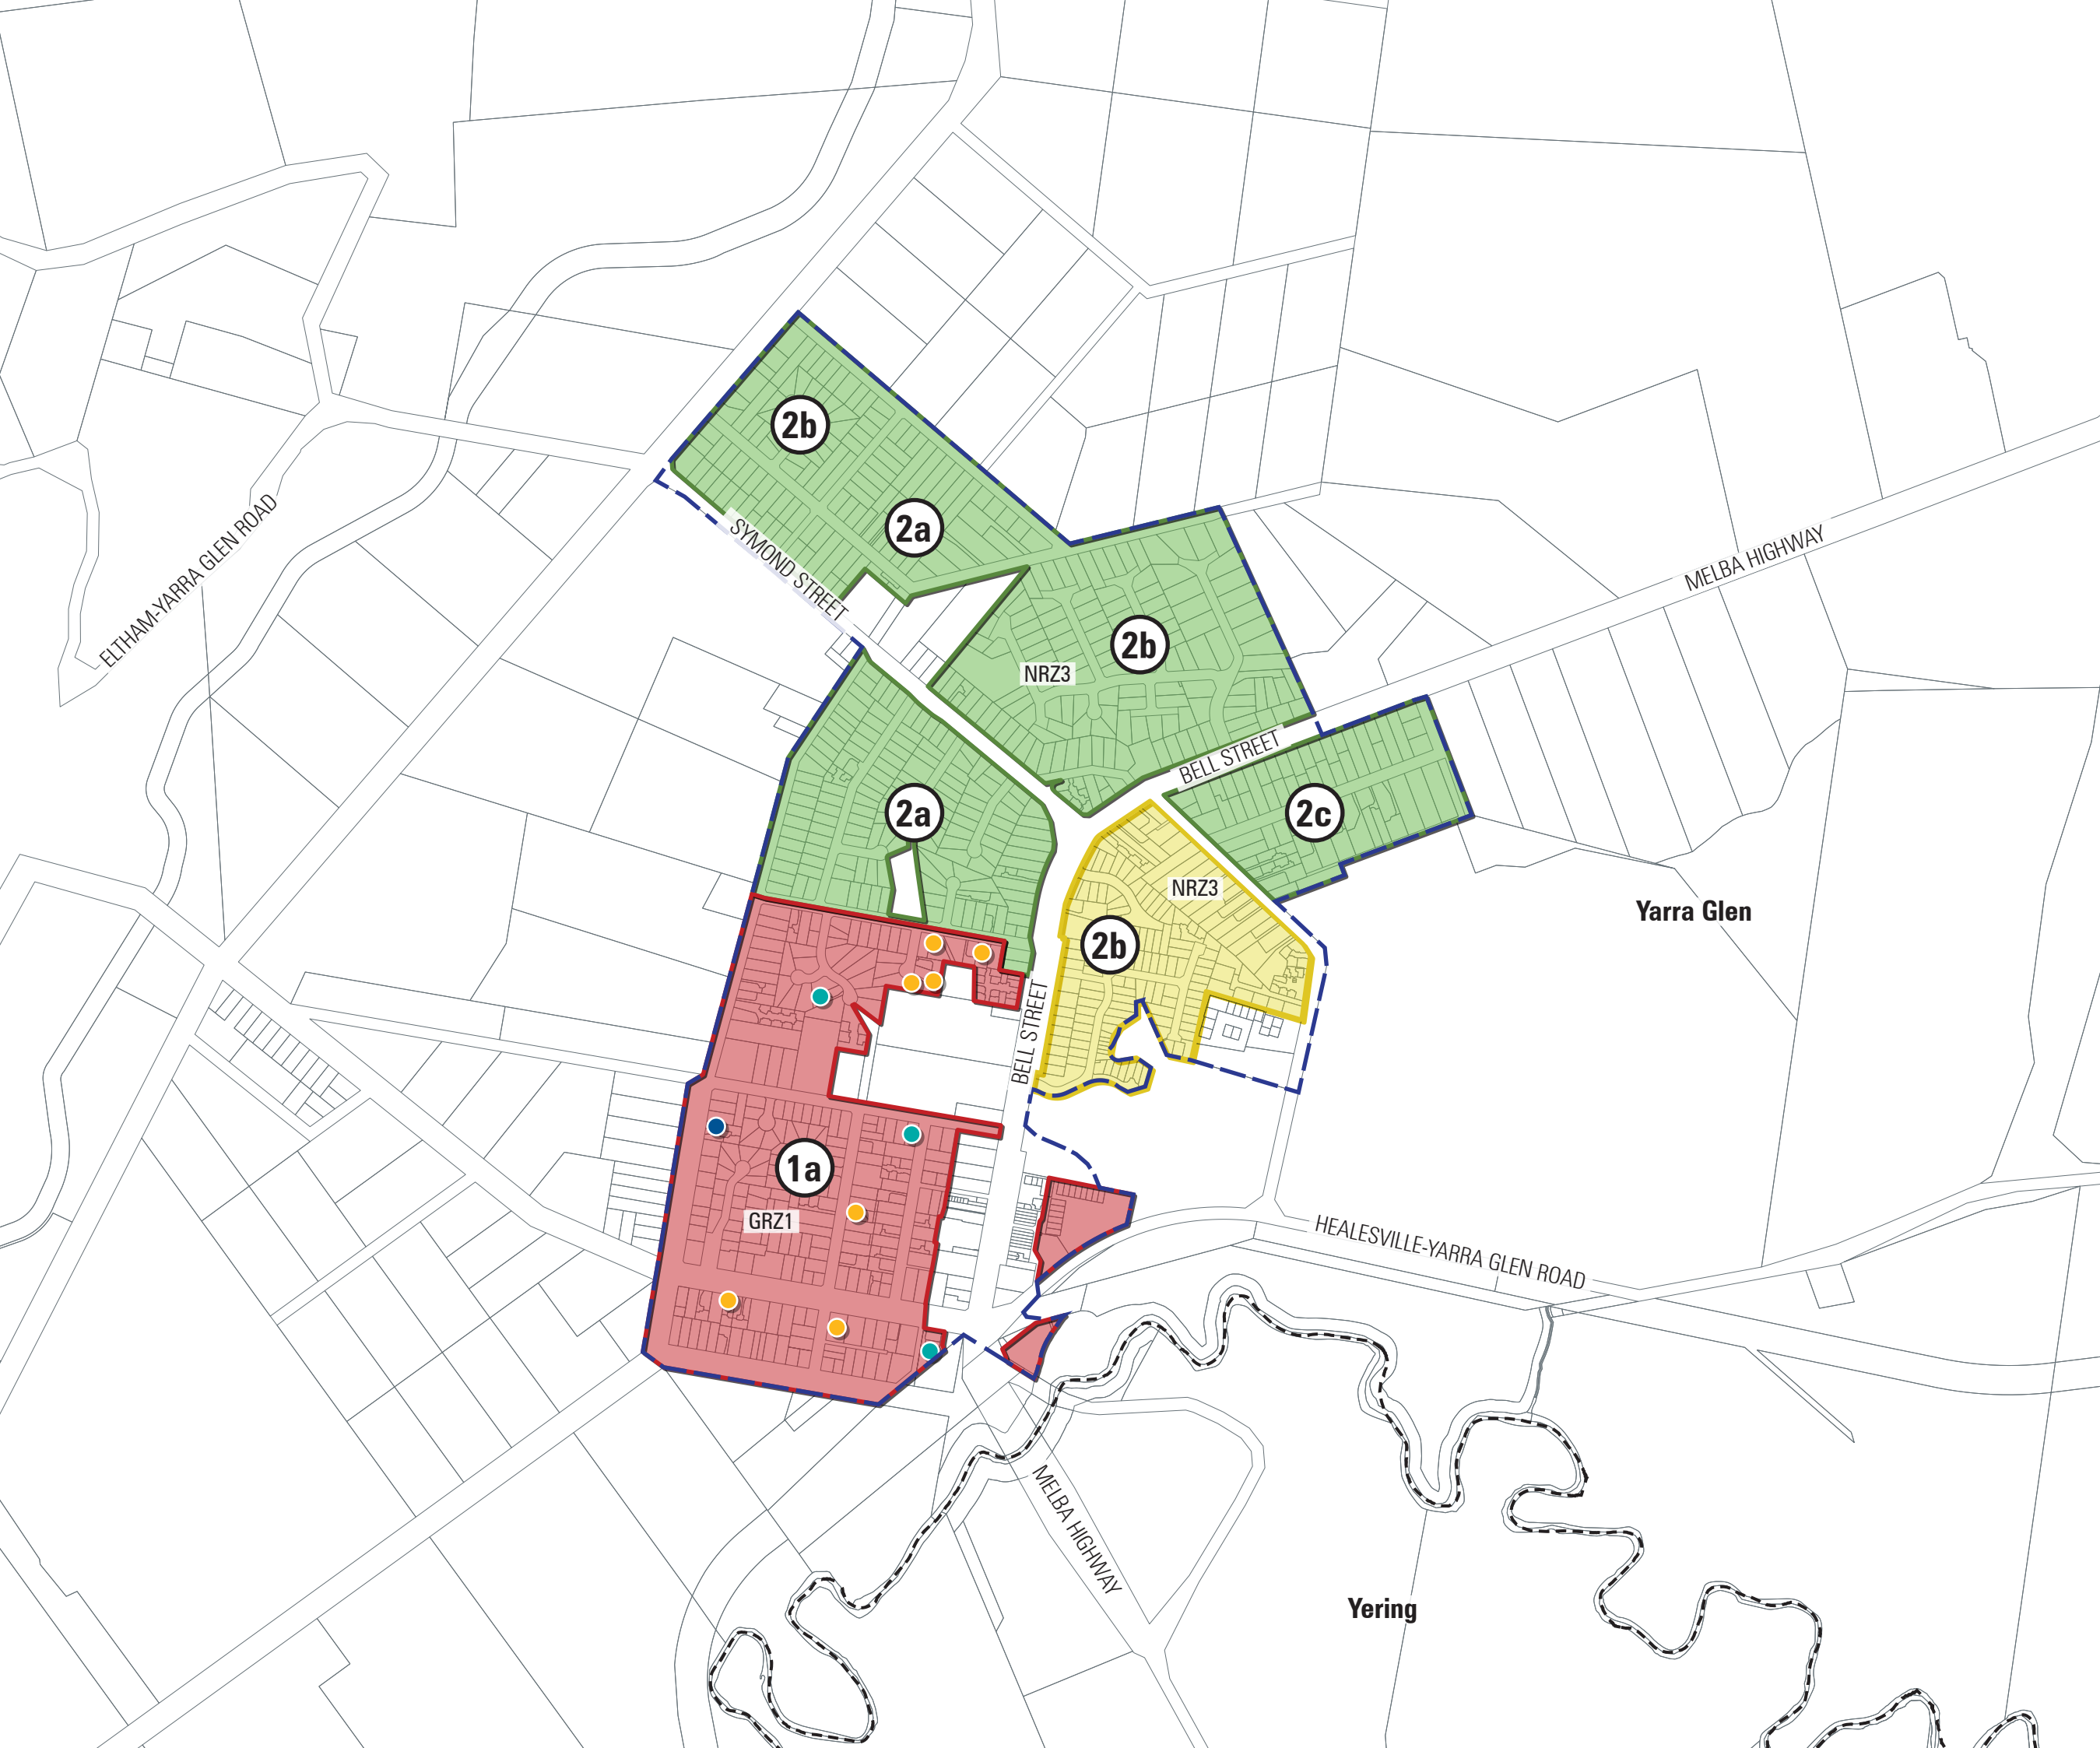 2b
2a
SYMOND STREET
ELTHAM-YARRA GLEN ROAD
MELBA HIGHWAY
2b
NRZ3
BELL STREET
2a
2c
NRZ3
Yarra Glen
2b
BELL STREET
1a
GRZ1
HEALESVILLE-YARRA GLEN ROAD
MELBA HIGHWAY
Yering